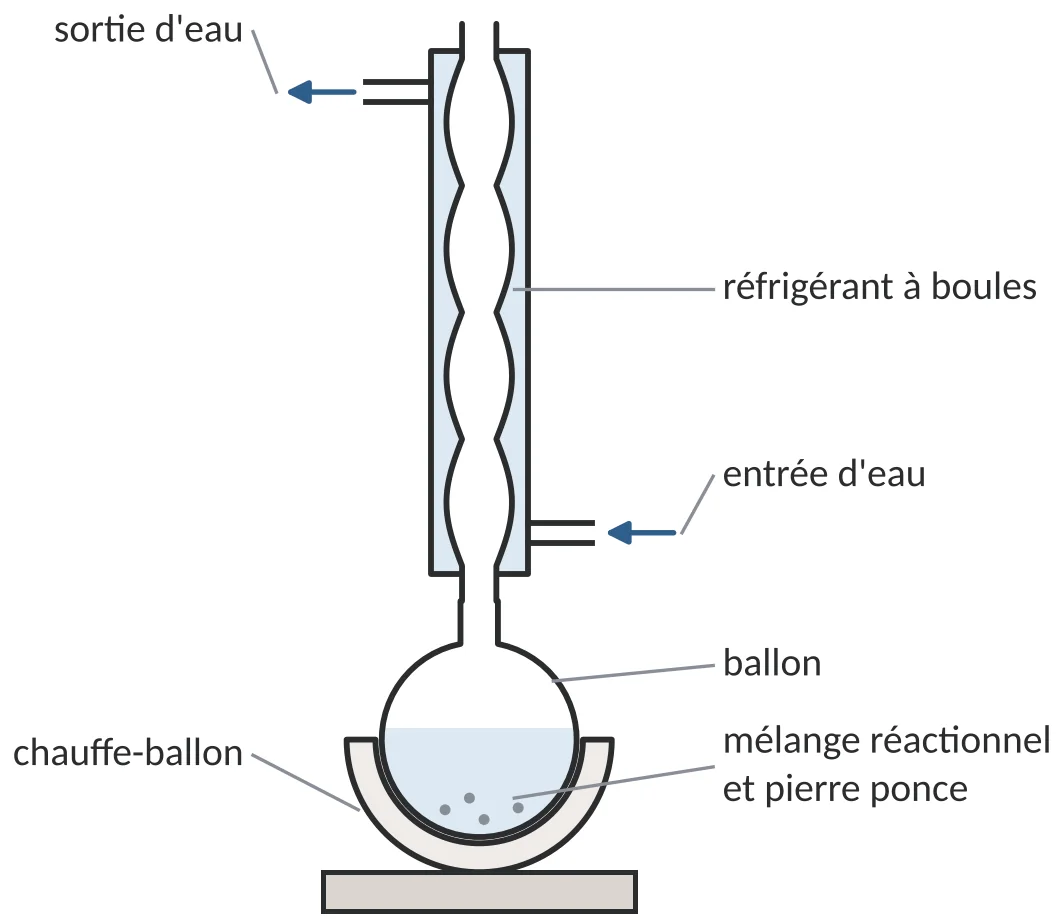 sortie d'eau
réfrigérant à boules
entrée d'eau
ballon
chauffe-ballon
mélange réactionnel
et pierre ponce